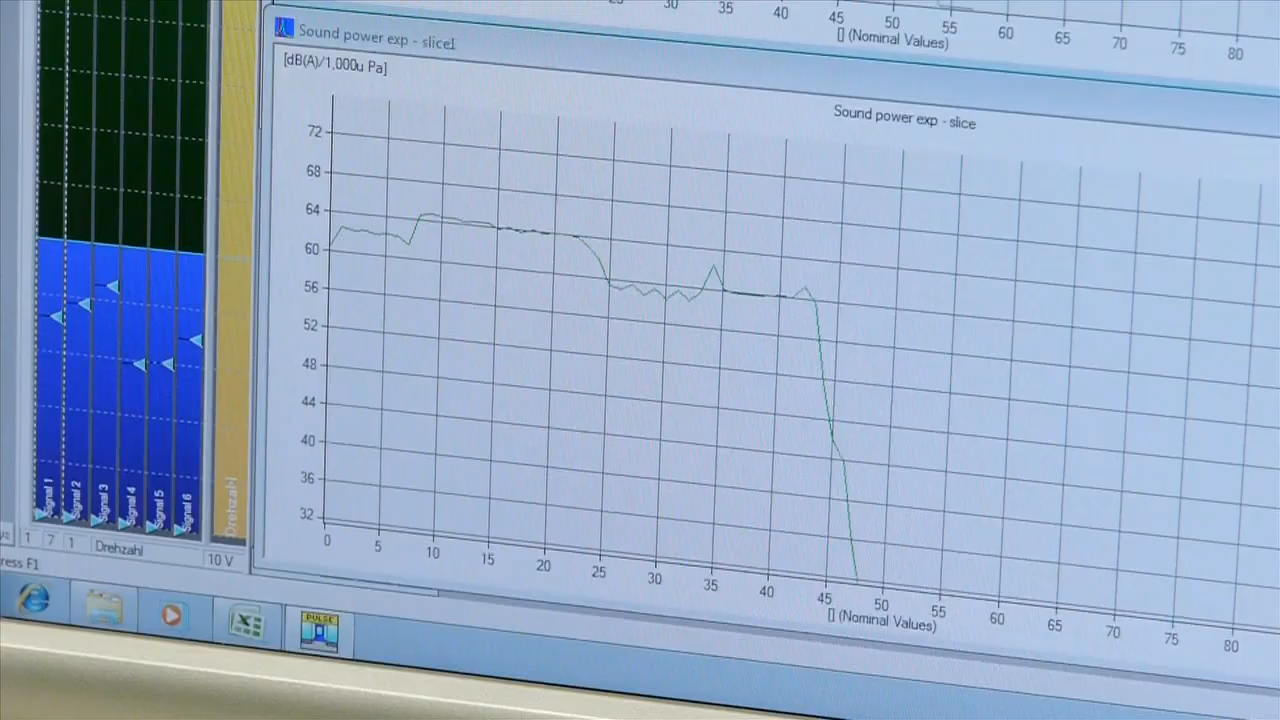 30 35 40 45 50 55 60 65 70 75 80
[] (Nominal Values)
Sound power exp - slice1
[dB(A)/1,000u Pa]
Sound power exp - slice
72
68
64
60
56
52
48
44
40
36
32
0 5 10 15 20 25 30 35 40 45 50 55 60 65 70 75 80
[] (Nominal Values)
Signal 1
Signal 2
Signal 3
Signal 4
Signal 5
Signal 6
Drehzahl
1 7 1 Drehzahl 10 V
ress F1
PULSE